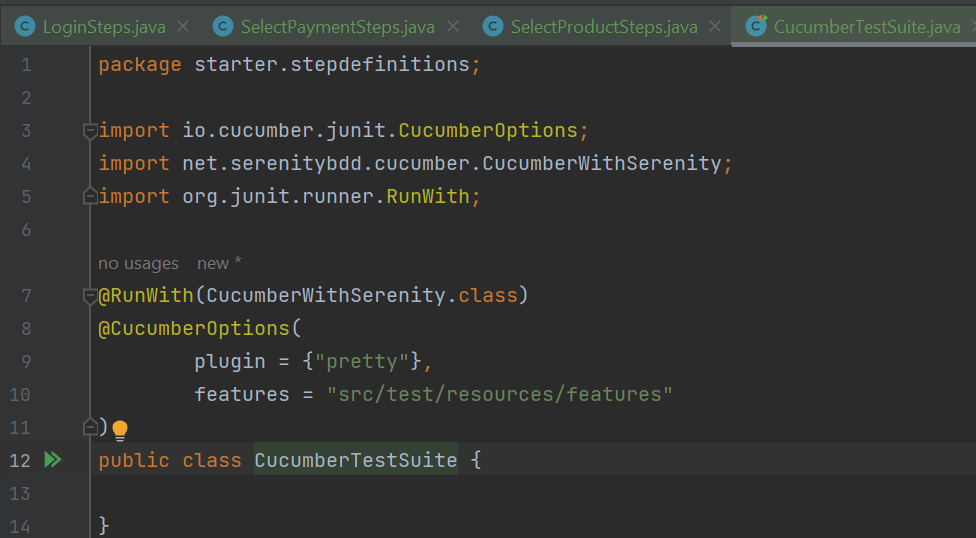 LoginSteps.java SelectPaymentSteps.java SelectProductSteps.java CucumberTestSuite.java
1 package starter.stepdefinitions;
2
3 import io.cucumber.junit.CucumberOptions;
4 import net.serenitybdd.cucumber.CucumberWithSerenity;
5 import org.junit.runner.RunWith;
6
no usages new *
7 @RunWith(CucumberWithSerenity.class)
8 @CucumberOptions(
9 plugin = {"pretty"},
10 features = "src/test/resources/features"
11 )
12 public class CucumberTestSuite {
13
14 }